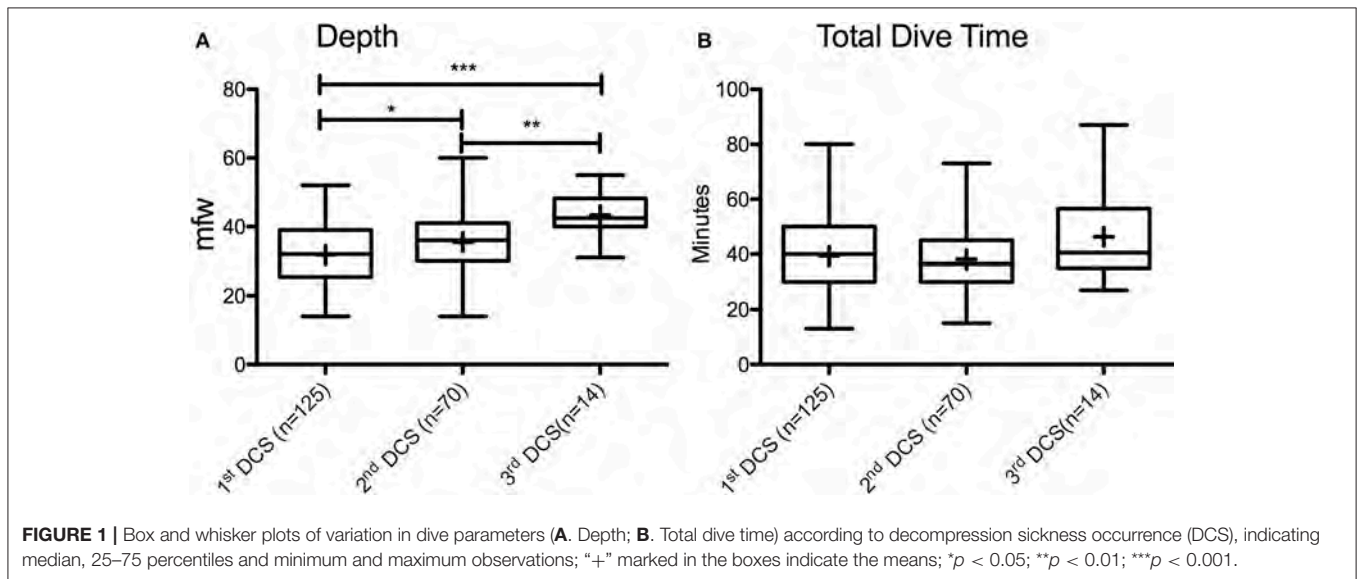 A Depth
***
*
**
80
60
40
20
0
mfw
1st DCS (n=125)
2nd DCS (n=70)
3rd DCS(n=14)
B Total Dive Time
100
80
60
40
20
0
Minutes
1st DCS (n=125)
2nd DCS (n=70)
3rd DCS(n=14)
FIGURE 1 | Box and whisker plots of variation in dive parameters (A. Depth; B. Total dive time) according to decompression sickness occurrence (DCS), indicating
median, 25–75 percentiles and minimum and maximum observations; “+” marked in the boxes indicate the means; *p < 0.05; **p < 0.01; ***p < 0.001.